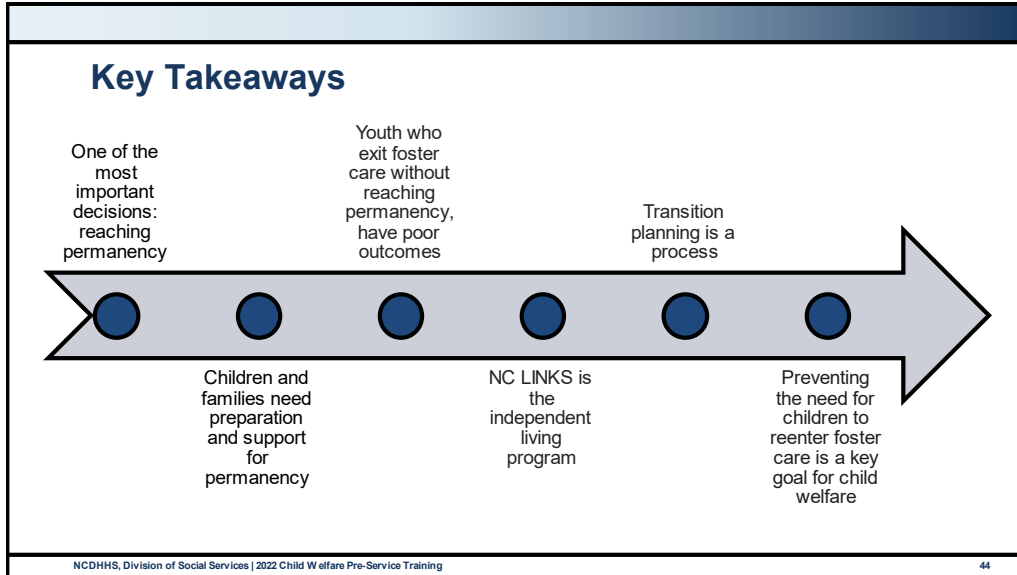 Key Takeaways
One of the
most
important
decisions:
reaching
permanency
Children and
families need
preparation
and support
for
permanency
Youth who
exit foster
care without
reaching
permanency,
have poor
outcomes
NC LINKS is
the
independent
living
program
Transition
planning is a
process
Preventing
the need for
children to
reenter foster
care is a key
goal for child
welfare
NCDHHS, Division of Social Services | 2022 Child Welfare Pre-Service Training
44